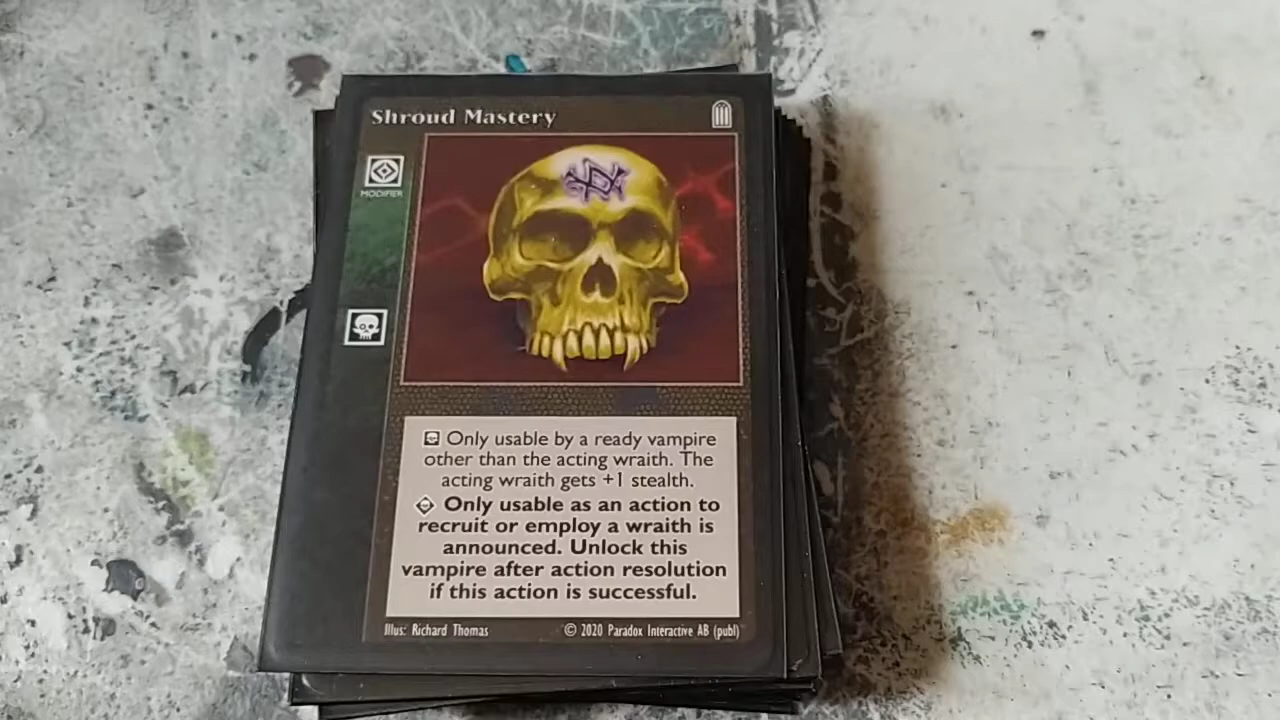 Shroud Mastery
MODIFIER
Only usable by a ready vampire
other than the acting wraith. The
acting wraith gets +1 stealth.
Only usable as an action to
recruit or employ a wraith is
announced. Unlock this
vampire after action resolution
if this action is successful.
Illus: Richard Thomas © 2020 Paradox Interactive AB (publ)